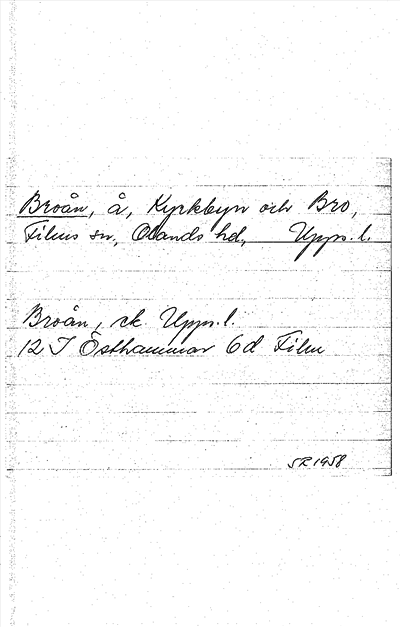 Broån, å, Kyrkbyn och Bro,
Films sn, Olands hd, Upps. l.
Broån, ek. Upps. l.
12 I Östhammar 6d Film
SR 1958